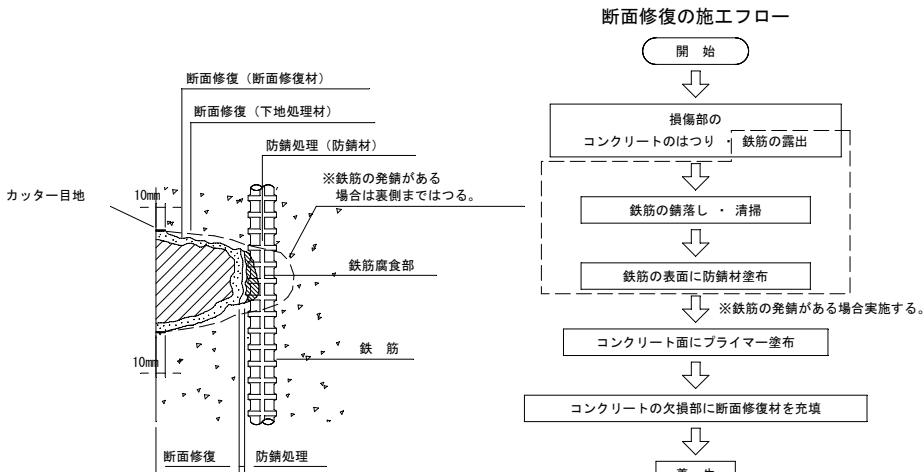 断面修復の施工フロー
開 始
断面修復（断面修復材）
断面修復（下地処理材）
防錆処理（防錆材）
※鉄筋の発錆がある
場合は裏側まではつる。
カッター目地
10mm
鉄筋腐食部
鉄 筋
10mm
断面修復
防錆処理
損傷部の
コンクリートのはつり ・ 鉄筋の露出
鉄筋の錆落し ・ 清掃
鉄筋の表面に防錆材塗布
※鉄筋の発錆がある場合実施する。
コンクリート面にプライマー塗布
コンクリートの欠損部に断面修復材を充填